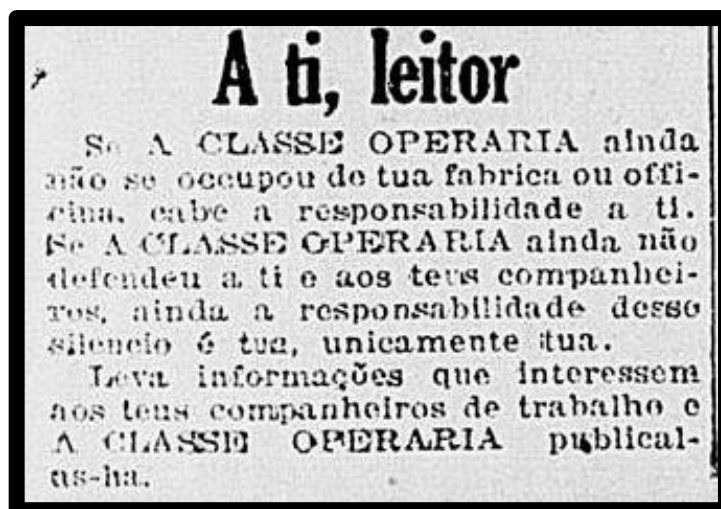 A ti, leitor
Se A CLASSE OPERARIA ainda
não se occupou de tua fabrica ou offi-
cina, cabe a responsabilidade a ti.
Se A CLASSE OPERARIA ainda não
defendeu a ti e aos teus companhei-
ros, ainda a responsabilidade desse
silencio é tua, unicamente tua.
Leva informações que interessem
aos teus companheiros de trabalho e
A CLASSE OPERARIA publical-
as-ha.